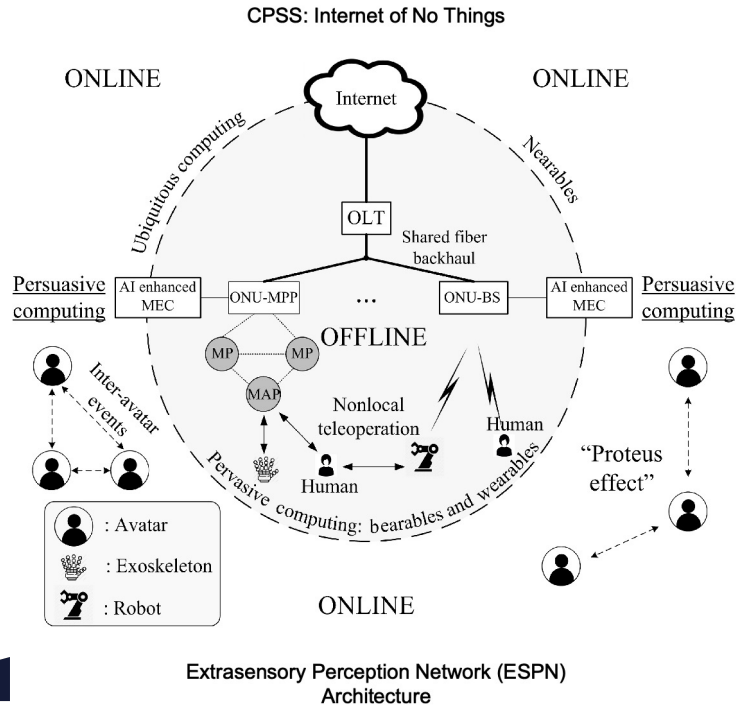 CPSS: Internet of No Things
ONLINE
ONLINE
Internet
Ubiquitous computing
Nearables
OLT
Shared fiber
backhaul
Persuasive
computing
AI enhanced
MEC
ONU-MPP
...
ONU-BS
AI enhanced
MEC
Persuasive
computing
OFFLINE
MP
MP
MAP
Inter-avatar
events
Nonlocal
teleoperation
Human
Human
"Proteus
effect"
Pervasive computing: bearables and wearables
: Avatar
: Exoskeleton
: Robot
ONLINE
Extrasensory Perception Network (ESPN)
Architecture